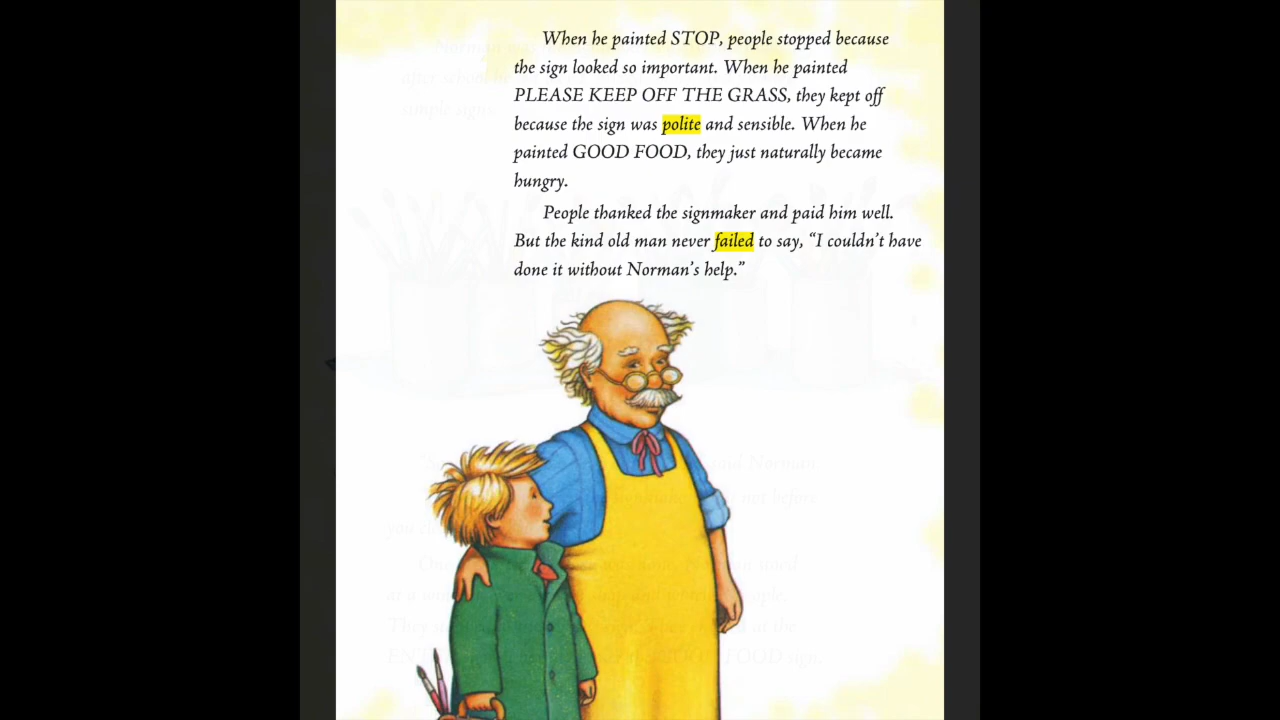 When he painted STOP, people stopped because
the sign looked so important. When he painted
PLEASE KEEP OFF THE GRASS, they kept off
because the sign was polite and sensible. When he
painted GOOD FOOD, they just naturally became
hungry.
People thanked the signmaker and paid him well.
But the kind old man never failed to say, “I couldn’t have
done it without Norman’s help.”